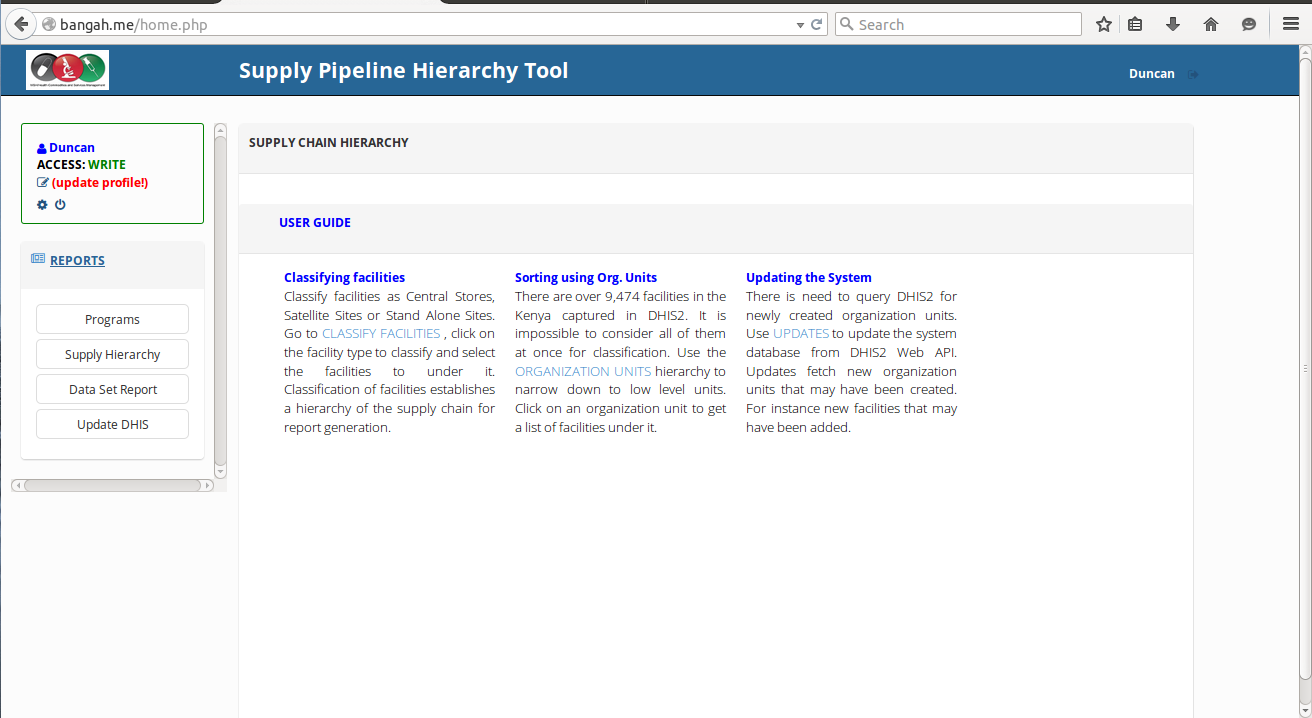 bangah.me/home.php
Search
Supply Pipeline Hierarchy Tool
Duncan
Duncan
ACCESS: WRITE
(update profile!)
REPORTS
Programs
Supply Hierarchy
Data Set Report
Update DHIS
SUPPLY CHAIN HIERARCHY
USER GUIDE
Classifying facilities
Classify facilities as Central Stores,
Satellite Sites or Stand Alone Sites.
Go to CLASSIFY FACILITIES , click on
the facility type to classify and select
the facilities to under it.
Classification of facilities establishes
a hierarchy of the supply chain for
report generation.
Sorting using Org. Units
There are over 9,474 facilities in the
Kenya captured in DHIS2. It is
impossible to consider all of them
at once for classification. Use the
ORGANIZATION UNITS hierarchy to
narrow down to low level units.
Click on an organization unit to get
a list of facilities under it.
Updating the System
There is need to query DHIS2 for
newly created organization units.
Use UPDATES to update the system
database from DHIS2 Web API.
Updates fetch new organization
units that may have been created.
For instance new facilities that may
have been added.